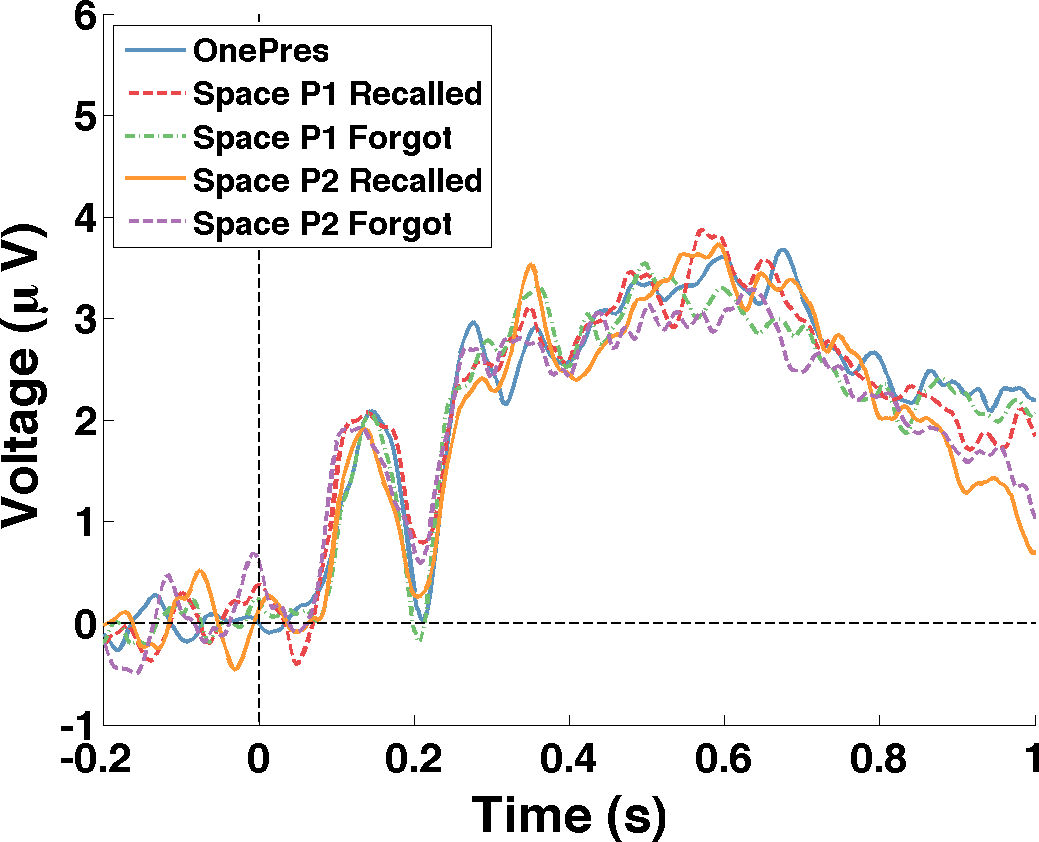 6
5
4
3
2
1
0
-1
OnePres
Space P1 Recalled
Space P1 Forgot
Space P2 Recalled
Space P2 Forgot
Voltage (μ V)
-0.2 0 0.2 0.4 0.6 0.8 1
Time (s)